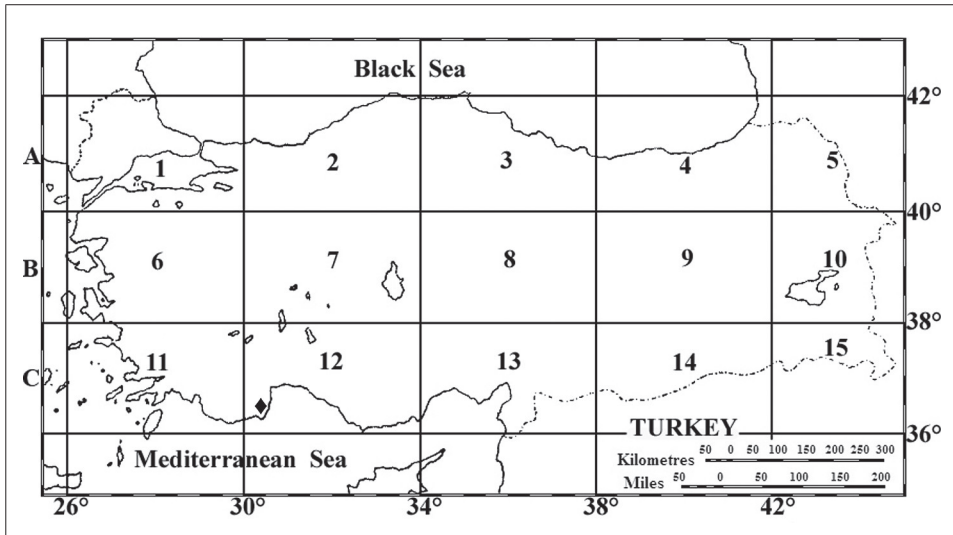 Black Sea
42°
A 1 2 3 4 5
40°
B 6 7 8 9 10
38°
C 11 12 13 14 15
36°
TURKEY
Kilometres 50 0 50 100 50 100 150 200 300
Mediterranean Sea
Miles 50 0 50 100 150 200
26° 30° 34° 38° 42°